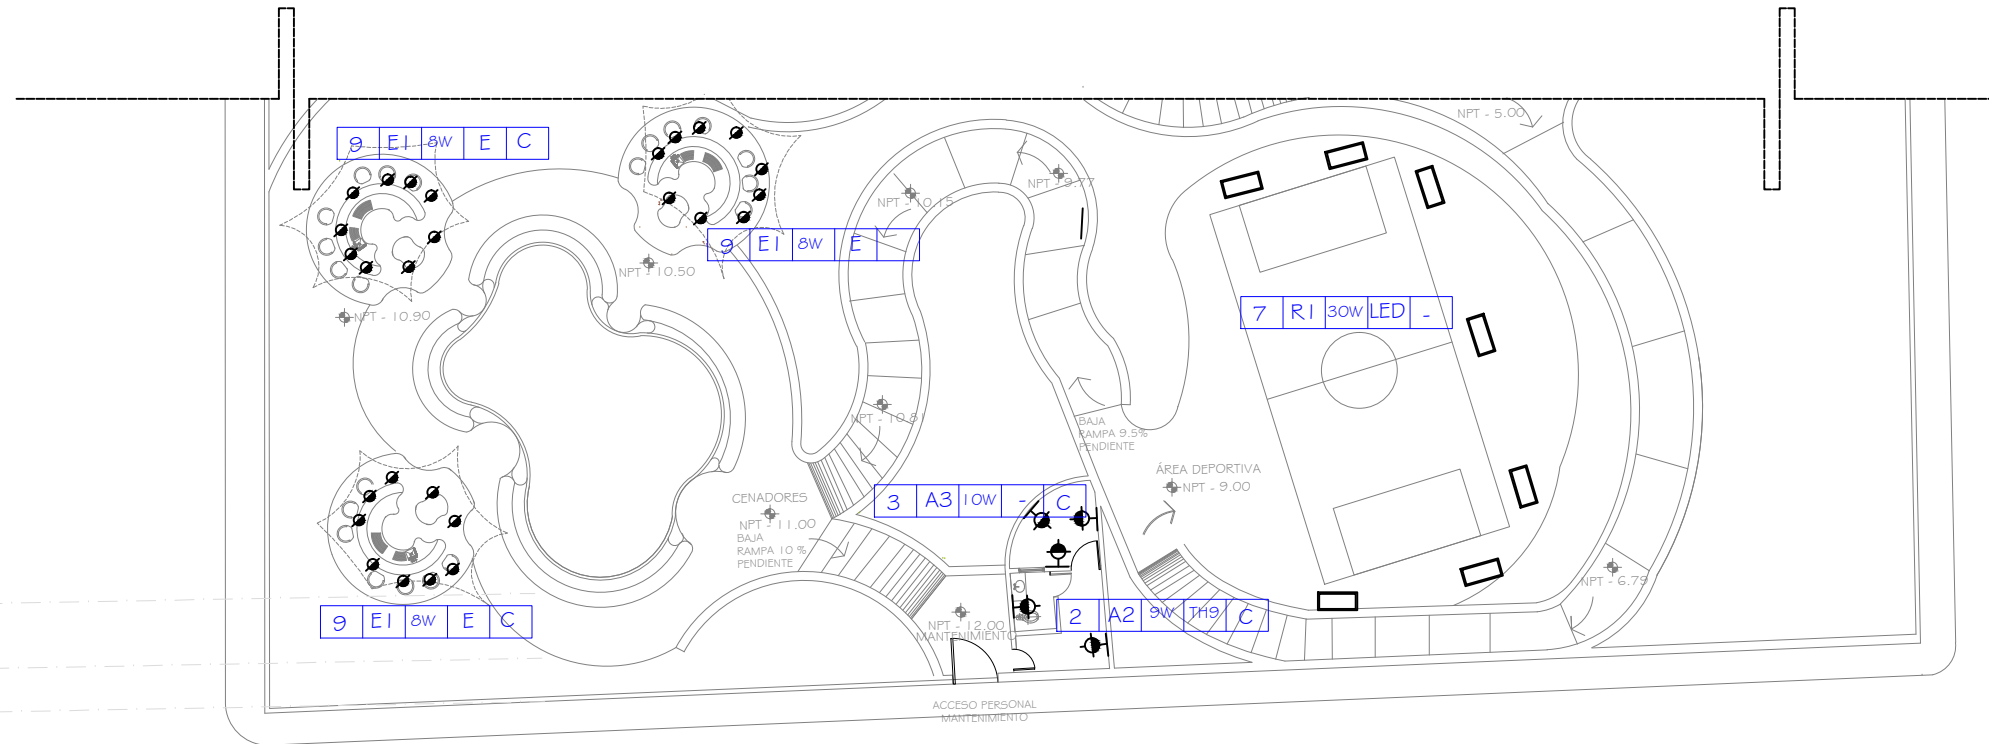 NPT - 5.00
9 E1 8W E C
NPT - 9.77
NPT - 10.15
9 E1 8W E
NPT - 10.50
7 R1 30W LED -
NPT - 10.90
NPT - 10.81
BAJA
RAMPA 9.5%
PENDIENTE
ÁREA DEPORTIVA
NPT - 9.00
CENADORES
NPT - 11.00
BAJA
RAMPA 10 %
PENDIENTE
3 A3 10W - C
NPT - 6.79
9 E1 8W E C
2 A2 9W TH9 C
NPT - 12.00
MANTENIMIENTO
ACCESO PERSONAL
MANTENIMIENTO